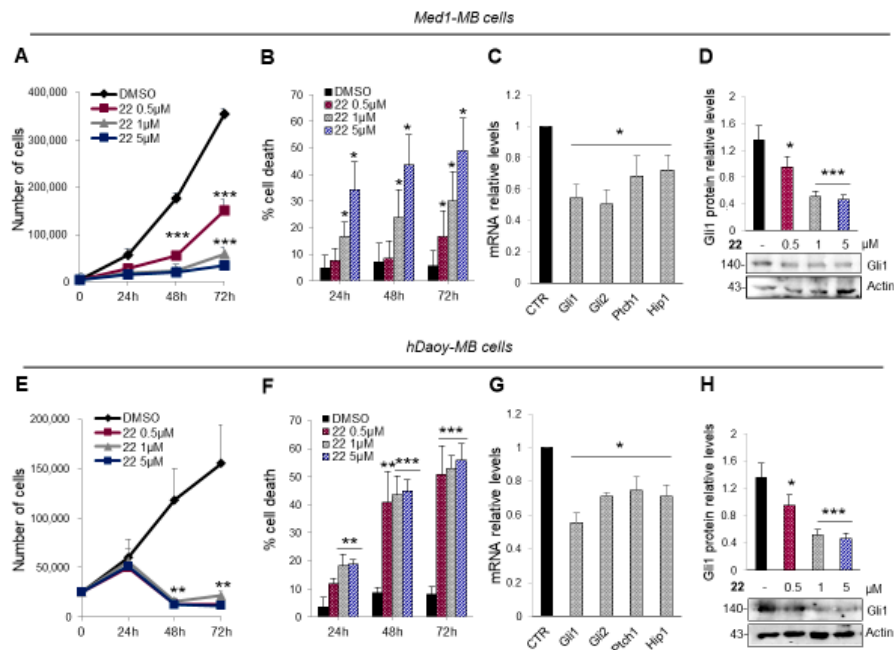 Med1-MB cells
A
B
C
D
DMSO
22 0.5µM
22 1µM
22 5µM
Number of cells
400,000
300,000
200,000
100,000
0
0
24h
48h
72h
***
***
***
DMSO
22 0.5µM
22 1µM
22 5µM
% cell death
70
60
50
40
30
20
10
0
24h
48h
72h
*
*
*
*
*
*
*
mRNA relative levels
1.2
1
0.8
0.6
0.4
0.2
0
*
CTR
Gli1
Gli2
Ptch1
Hip1
Gli1 protein relative levels
2
1.6
1.2
0.8
0.4
0
*
***
22 - 0.5 1 5 µM
140- Gli1
43- Actin
hDaoy-MB cells
E
F
G
H
DMSO
22 0.5µM
22 1µM
22 5µM
Number of cells
200,000
150,000
100,000
50,000
0
0
24h
48h
72h
**
**
DMSO
22 0.5µM
22 1µM
22 5µM
% cell death
70
60
50
40
30
20
10
0
24h
48h
72h
**
**
***
***
mRNA relative levels
1.2
1
0.8
0.6
0.4
0.2
0
*
CTR
Gli1
Gli2
Ptch1
Hip1
Gli1 protein relative levels
2
1.6
1.2
0.8
0.4
0
*
***
22 - 0.5 1 5 µM
140- Gli1
43- Actin